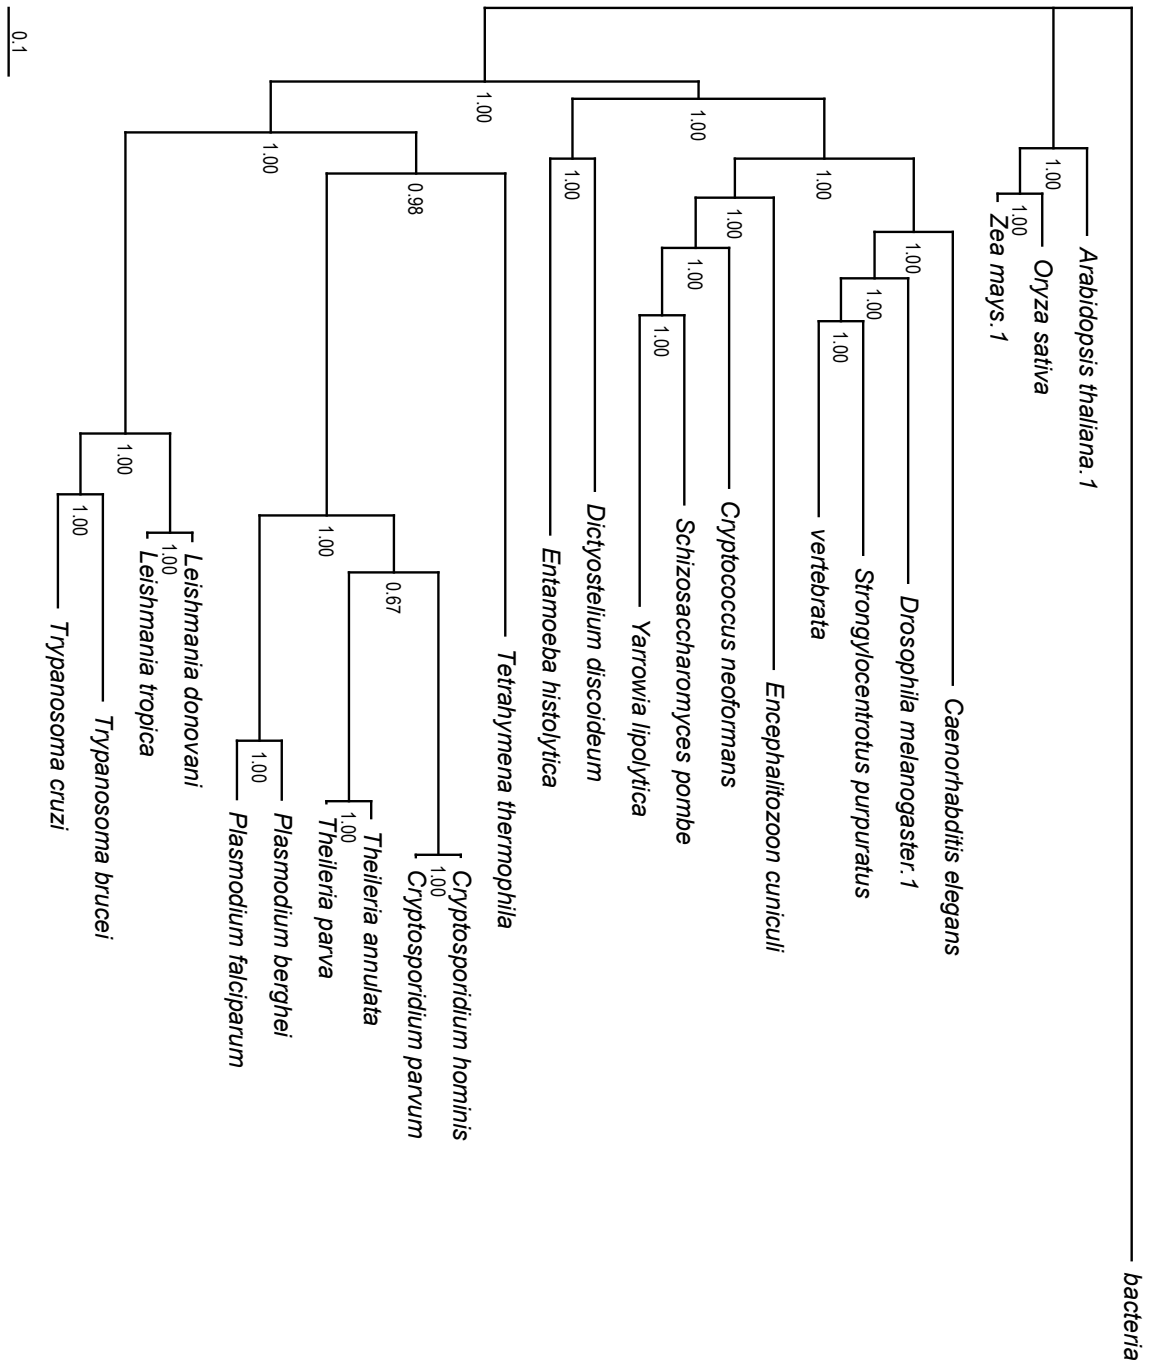 bacteria
Arabidopsis thaliana.1
Oryza sativa
Zea mays.1
1.00
1.00
Caenorhabditis elegans
Drosophila melanogaster.1
Strongylocentrotus purpuratus
vertebrata
1.00
1.00
1.00
Encephalitozoon cuniculi
Cryptococcus neoformans
Schizosaccharomyces pombe
Yarrowia lipolytica
1.00
1.00
1.00
1.00
Dictyostelium discoideum
Entamoeba histolytica
1.00
1.00
1.00
Tetrahymena thermophila
Cryptosporidium hominis
Cryptosporidium parvum
1.00
Theileria annulata
Theileria parva
1.00
0.67
Plasmodium berghei
Plasmodium falciparum
1.00
1.00
0.98
1.00
Leishmania donovani
Leishmania tropica
1.00
Trypanosoma brucei
Trypanosoma cruzi
1.00
1.00
0.1